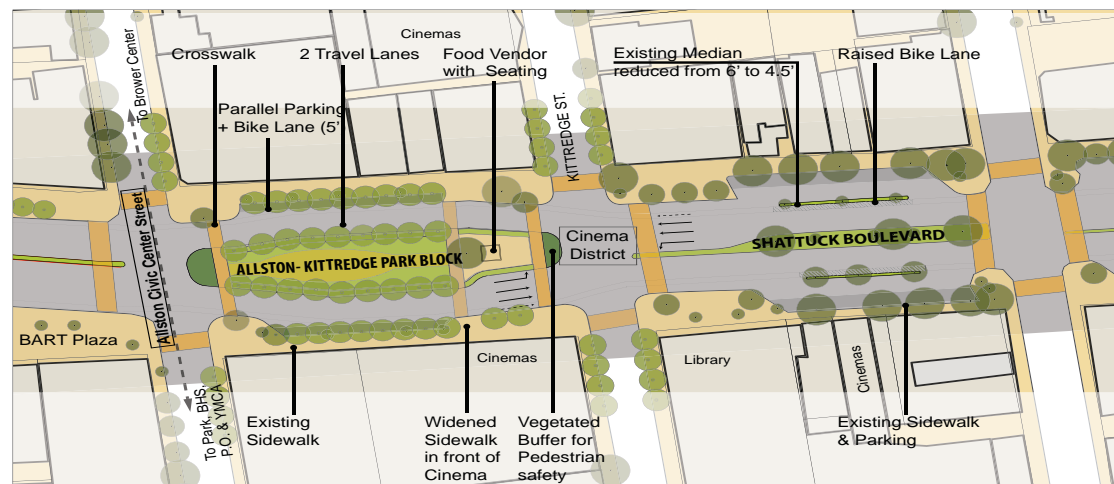 Cinemas
Crosswalk
2 Travel Lanes
Food Vendor
with Seating
Existing Median
reduced from 6' to 4.5'
Raised Bike Lane
To Brower Center
Parallel Parking
+ Bike Lane (5'
KITTREDGE ST.
Allston Civic Center Street
ALLSTON- KITTREDGE PARK BLOCK
Cinema
District
SHATTUCK BOULEVARD
BART Plaza
Cinemas
Library
Cinemas
To Park, BHS,
P.O. & YMCA
Existing
Sidewalk
Widened
Sidewalk
in front of
Cinema
Vegetated
Buffer for
Pedestrian
safety
Existing Sidewalk
& Parking